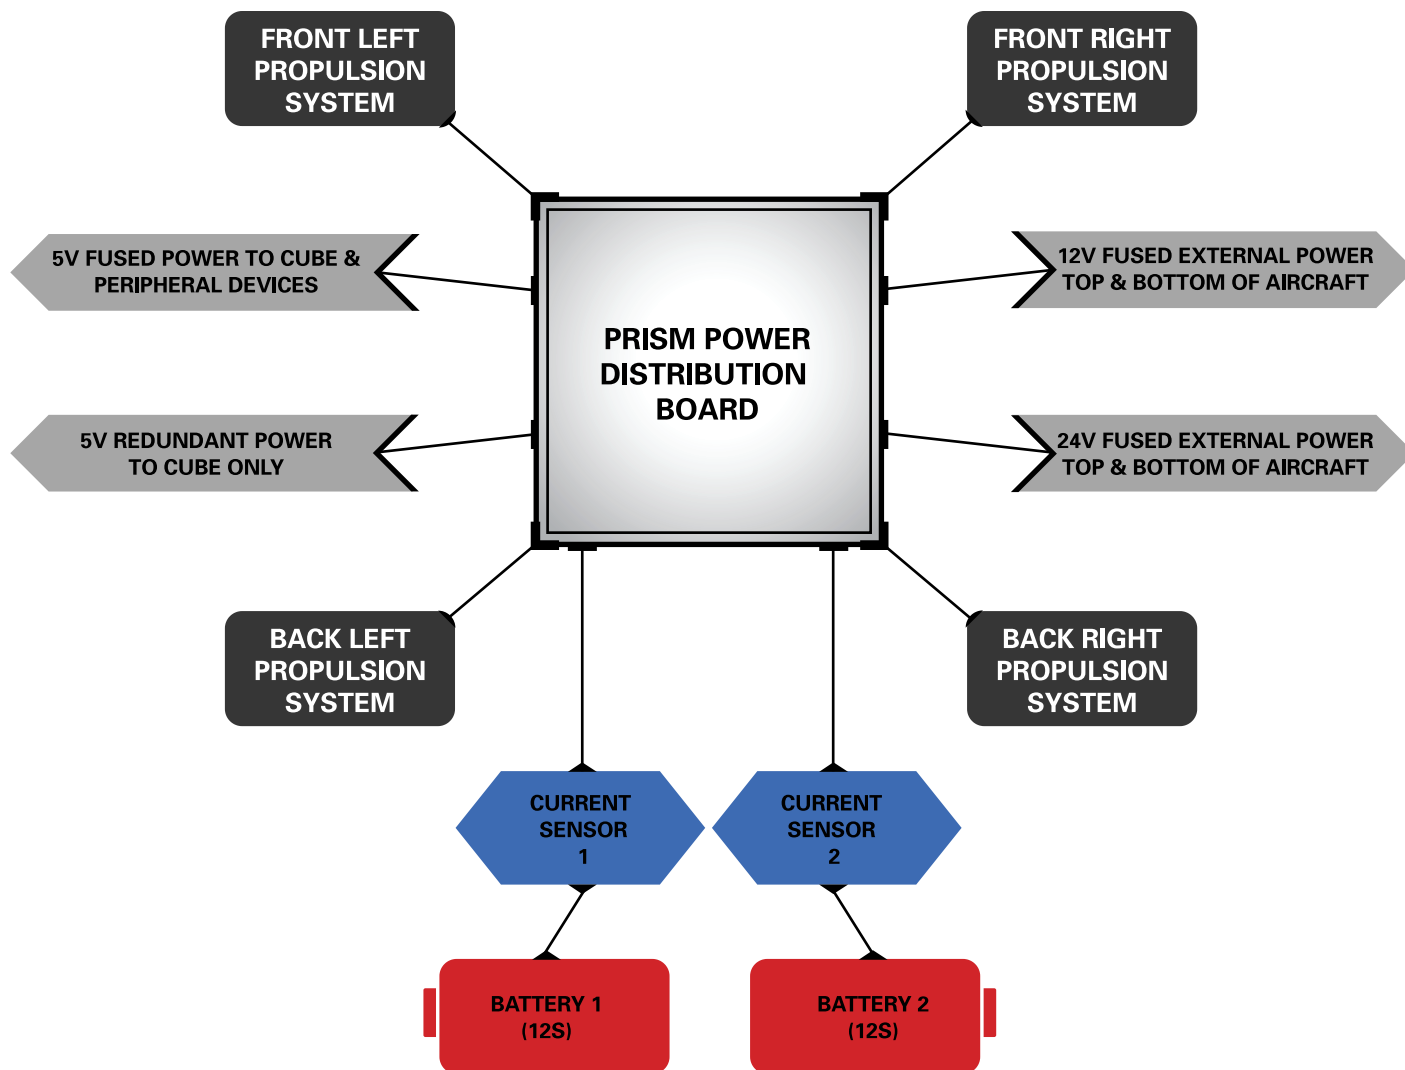 FRONT LEFT
PROPULSION
SYSTEM
FRONT RIGHT
PROPULSION
SYSTEM
5V FUSED POWER TO CUBE &
PERIPHERAL DEVICES
12V FUSED EXTERNAL POWER
TOP & BOTTOM OF AIRCRAFT
PRISM POWER
DISTRIBUTION
BOARD
5V REDUNDANT POWER
TO CUBE ONLY
24V FUSED EXTERNAL POWER
TOP & BOTTOM OF AIRCRAFT
BACK LEFT
PROPULSION
SYSTEM
BACK RIGHT
PROPULSION
SYSTEM
CURRENT
SENSOR
1
CURRENT
SENSOR
2
BATTERY 1
(12S)
BATTERY 2
(12S)